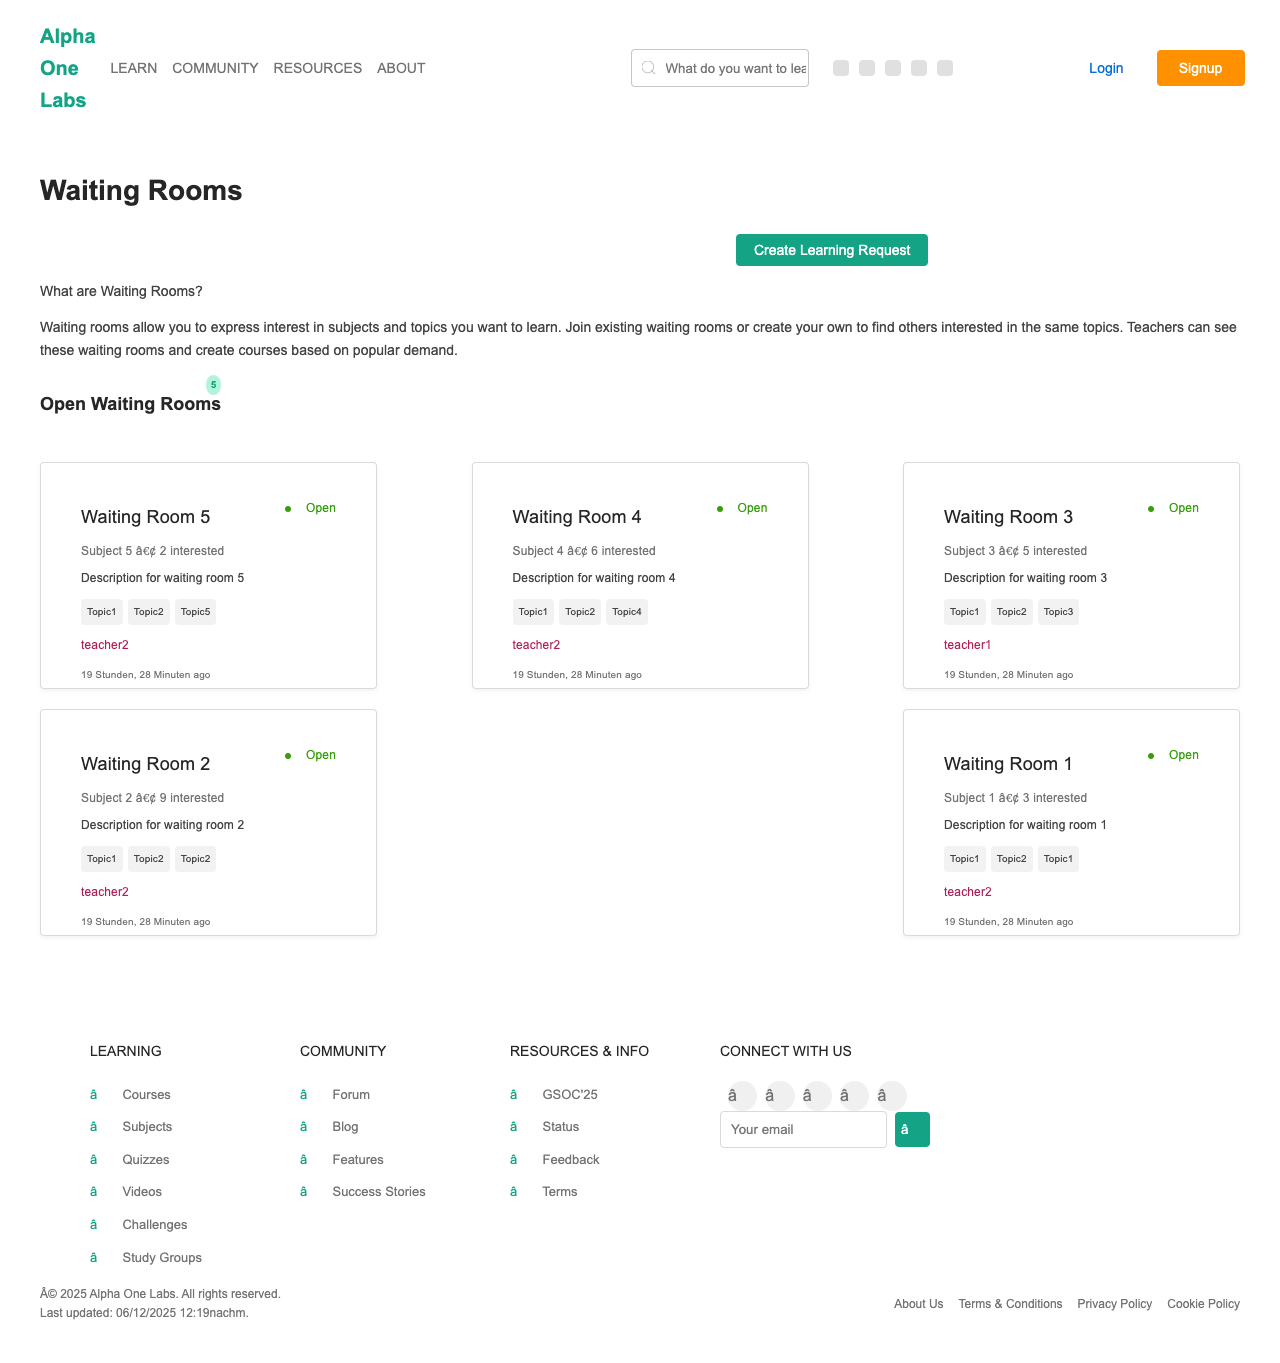 Alpha
One
Labs
LEARN COMMUNITY RESOURCES ABOUT
What do you want to lea
Login
Signup
Waiting Rooms
Create Learning Request
What are Waiting Rooms?
Waiting rooms allow you to express interest in subjects and topics you want to learn. Join existing waiting rooms or create your own to find others interested in the same topics. Teachers can see
these waiting rooms and create courses based on popular demand.
5
Open Waiting Rooms
Waiting Room 5
Open
Subject 5 â€¢ 2 interested
Description for waiting room 5
Topic1 Topic2 Topic5
teacher2
19 Stunden, 28 Minuten ago
Waiting Room 4
Open
Subject 4 â€¢ 6 interested
Description for waiting room 4
Topic1 Topic2 Topic4
teacher2
19 Stunden, 28 Minuten ago
Waiting Room 3
Open
Subject 3 â€¢ 5 interested
Description for waiting room 3
Topic1 Topic2 Topic3
teacher1
19 Stunden, 28 Minuten ago
Waiting Room 2
Open
Subject 2 â€¢ 9 interested
Description for waiting room 2
Topic1 Topic2 Topic2
teacher2
19 Stunden, 28 Minuten ago
Waiting Room 1
Open
Subject 1 â€¢ 3 interested
Description for waiting room 1
Topic1 Topic2 Topic1
teacher2
19 Stunden, 28 Minuten ago
LEARNING
â Courses
â Subjects
â Quizzes
â Videos
â Challenges
â Study Groups
COMMUNITY
â Forum
â Blog
â Features
â Success Stories
RESOURCES & INFO
â GSOC'25
â Status
â Feedback
â Terms
CONNECT WITH US
â â â â â
Your email
â
Â© 2025 Alpha One Labs. All rights reserved.
Last updated: 06/12/2025 12:19nachm.
About Us Terms & Conditions Privacy Policy Cookie Policy